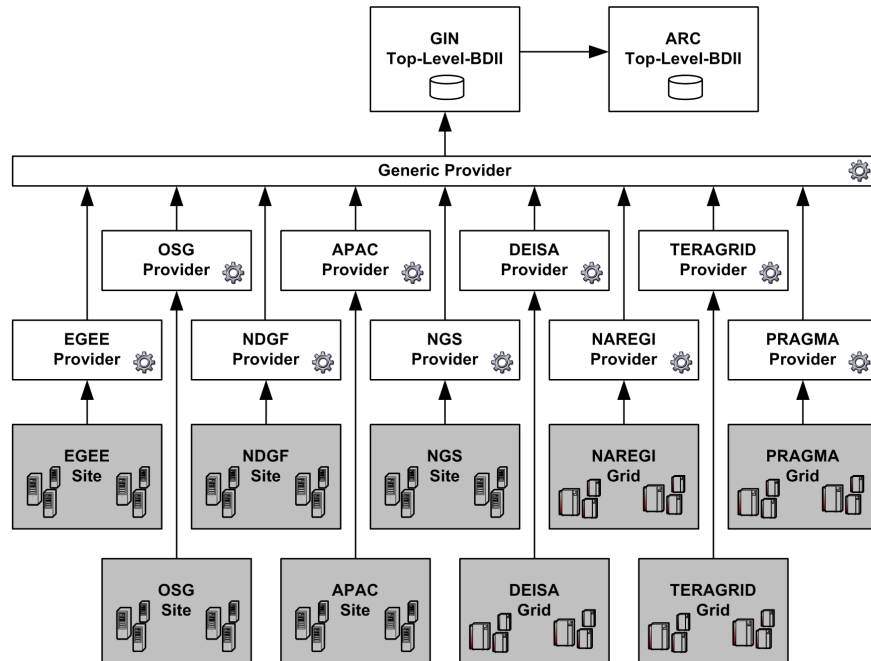 GIN
Top-Level-BDII
ARC
Top-Level-BDII
Generic Provider
OSG
Provider
APAC
Provider
DEISA
Provider
TERAGRID
Provider
EGEE
Provider
NDGF
Provider
NGS
Provider
NAREGI
Provider
PRAGMA
Provider
EGEE
Site
NDGF
Site
NGS
Site
NAREGI
Grid
PRAGMA
Grid
OSG
Site
APAC
Site
DEISA
Grid
TERAGRID
Grid